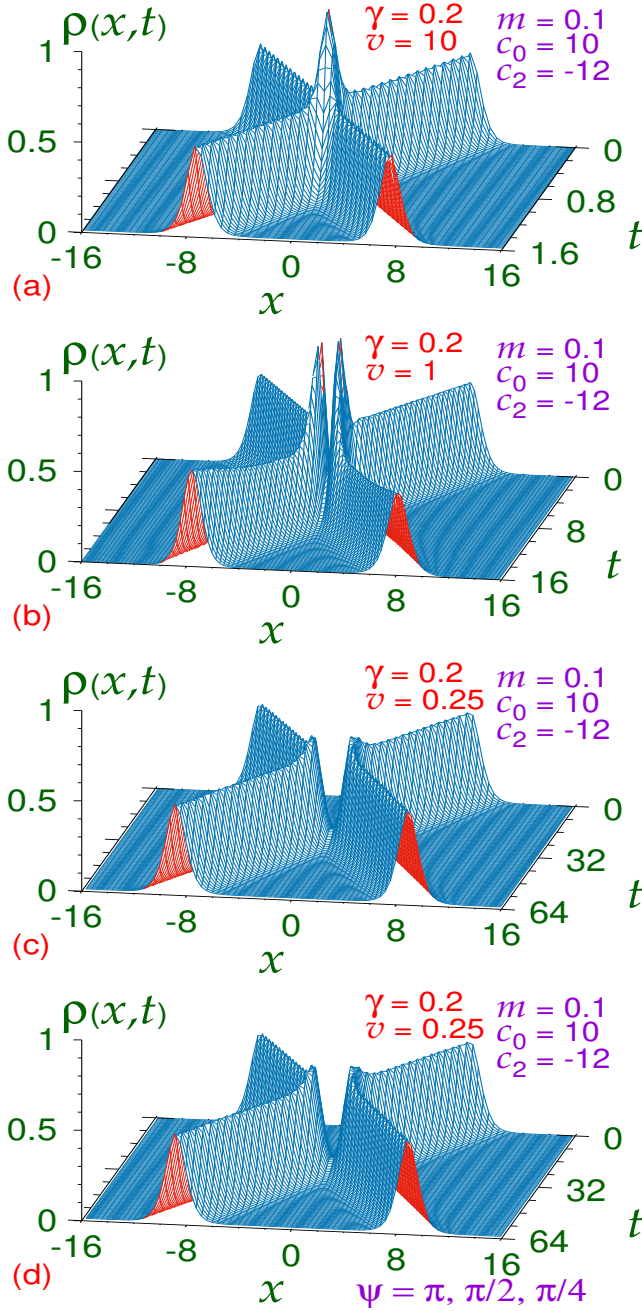 ρ(x,t)
γ = 0.2
m = 0.1
v = 10
c₀ = 10
c₂ = -12
1
0.5
0
0
0.8
1.6
t
-16
-8
0
8
16
x
(a)
ρ(x,t)
γ = 0.2
m = 0.1
v = 1
c₀ = 10
c₂ = -12
1
0.5
0
0
8
16
t
-16
-8
0
8
16
x
(b)
ρ(x,t)
γ = 0.2
m = 0.1
v = 0.25
c₀ = 10
c₂ = -12
1
0.5
0
0
32
64
t
-16
-8
0
8
16
x
(c)
ρ(x,t)
γ = 0.2
m = 0.1
v = 0.25
c₀ = 10
c₂ = -12
1
0.5
0
0
32
64
t
-16
-8
0
8
16
x
(d)
ψ = π, π/2, π/4